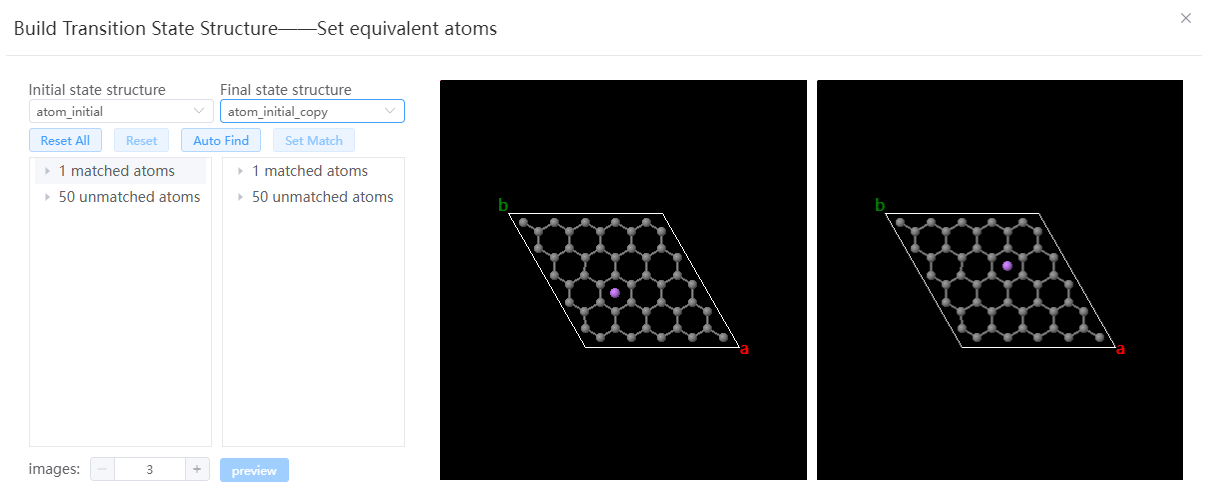 Build Transition State Structure——Set equivalent atoms
Initial state structure
Final state structure
atom_initial
atom_initial_copy
Reset All
Reset
Auto Find
Set Match
1 matched atoms
50 unmatched atoms
1 matched atoms
50 unmatched atoms
b
a
b
a
images:
3
preview